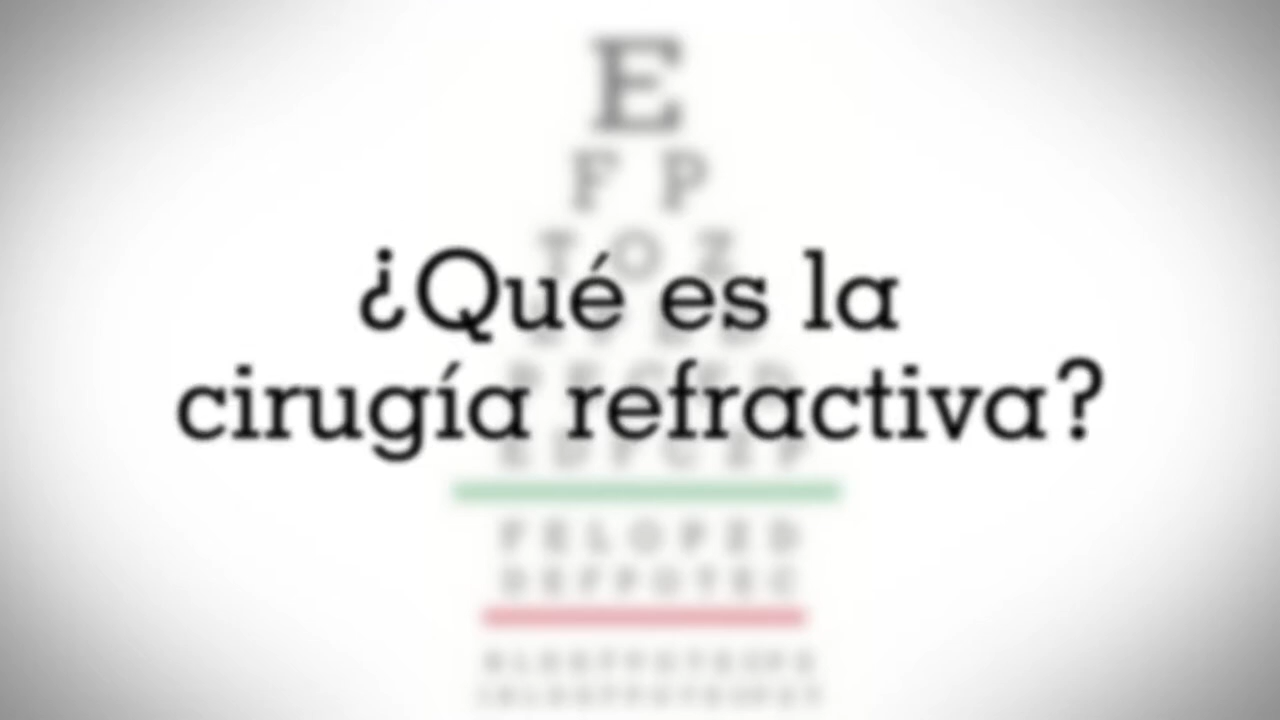 E
F P
T O Z
¿Qué es la
cirugía refractiva?
E D F C Z P
F E L O P Z D
D E F P O T E C